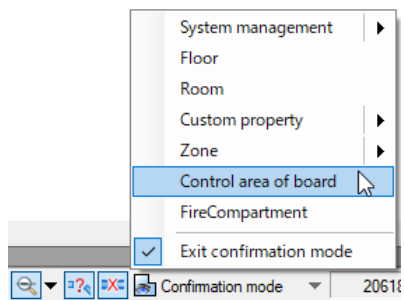 System management
Floor
Room
Custom property
Zone
Control area of board
FireCompartment
Exit confirmation mode
Confirmation mode 20618